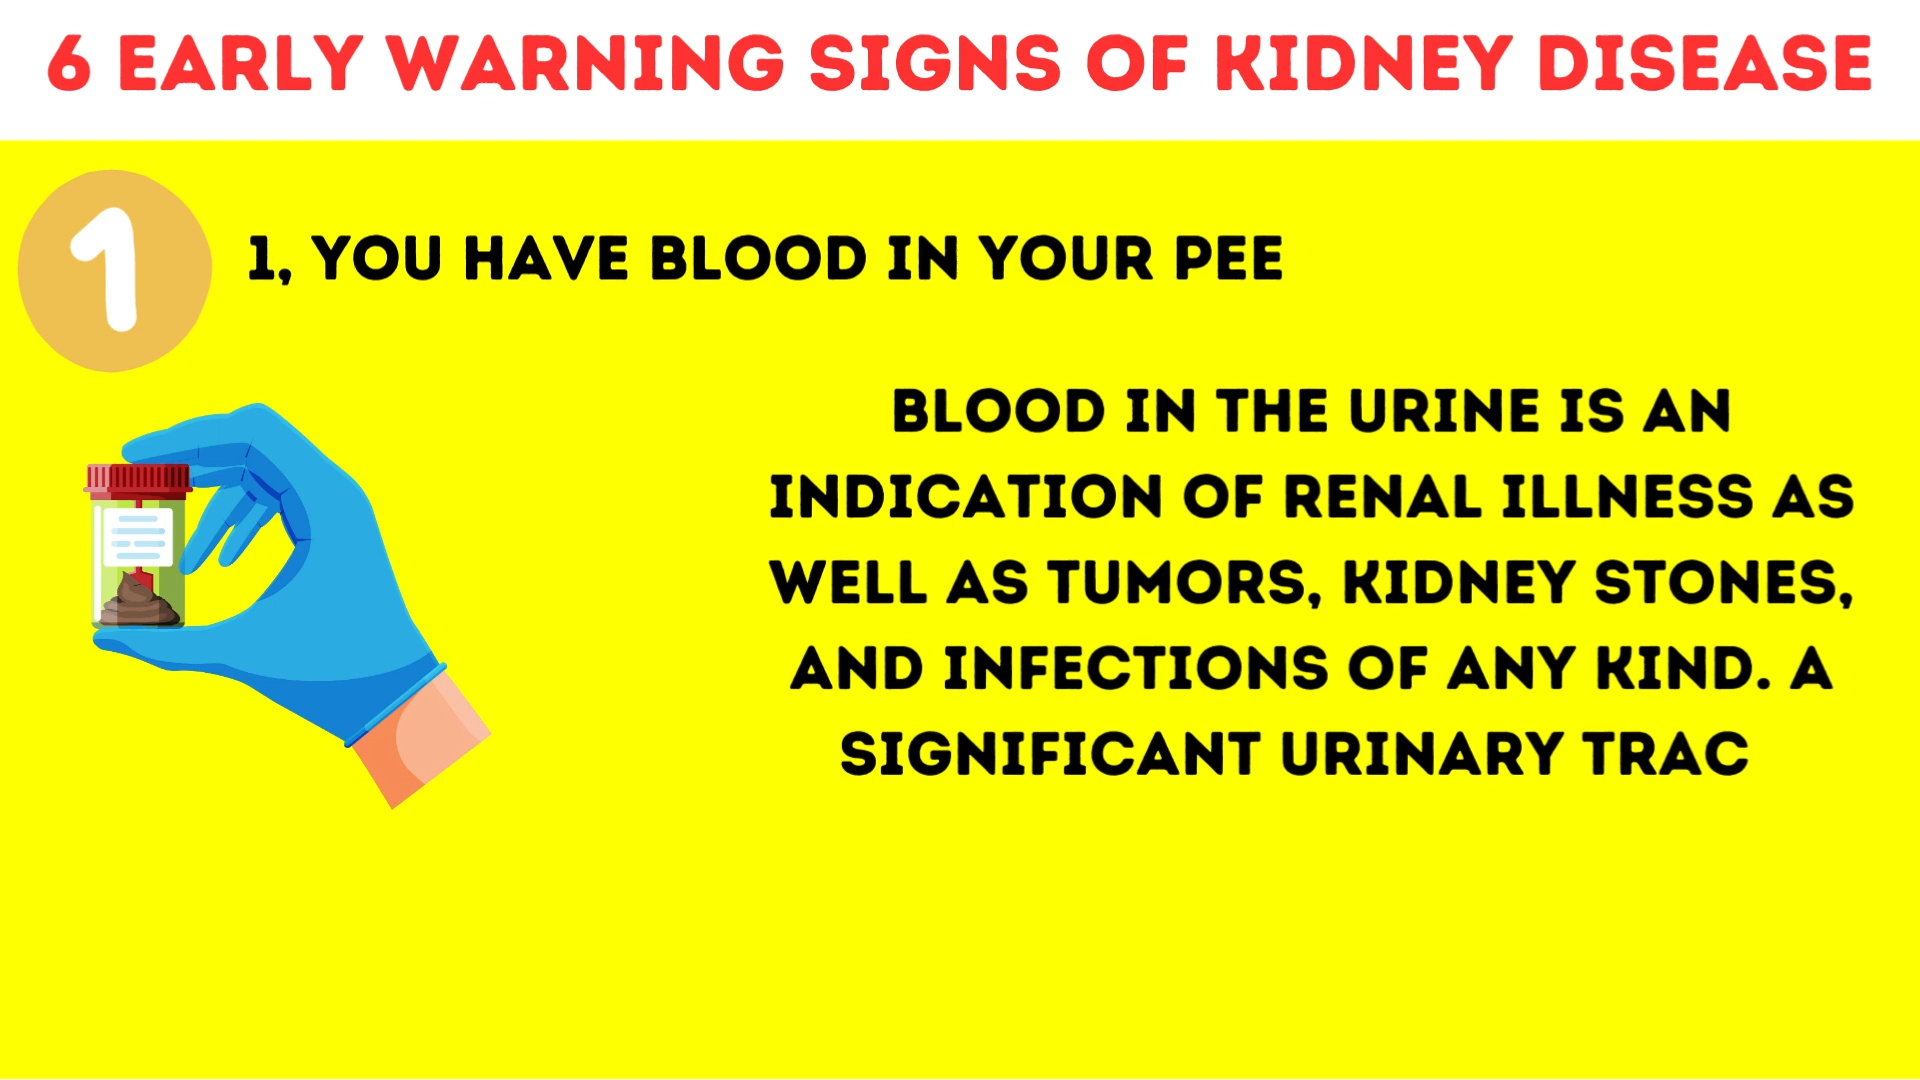 6 EARLY WARNING SIGNS OF KIDNEY DISEASE
1
1, YOU HAVE BLOOD IN YOUR PEE
BLOOD IN THE URINE IS AN
INDICATION OF RENAL ILLNESS AS
WELL AS TUMORS, KIDNEY STONES,
AND INFECTIONS OF ANY KIND. A
SIGNIFICANT URINARY TRAC